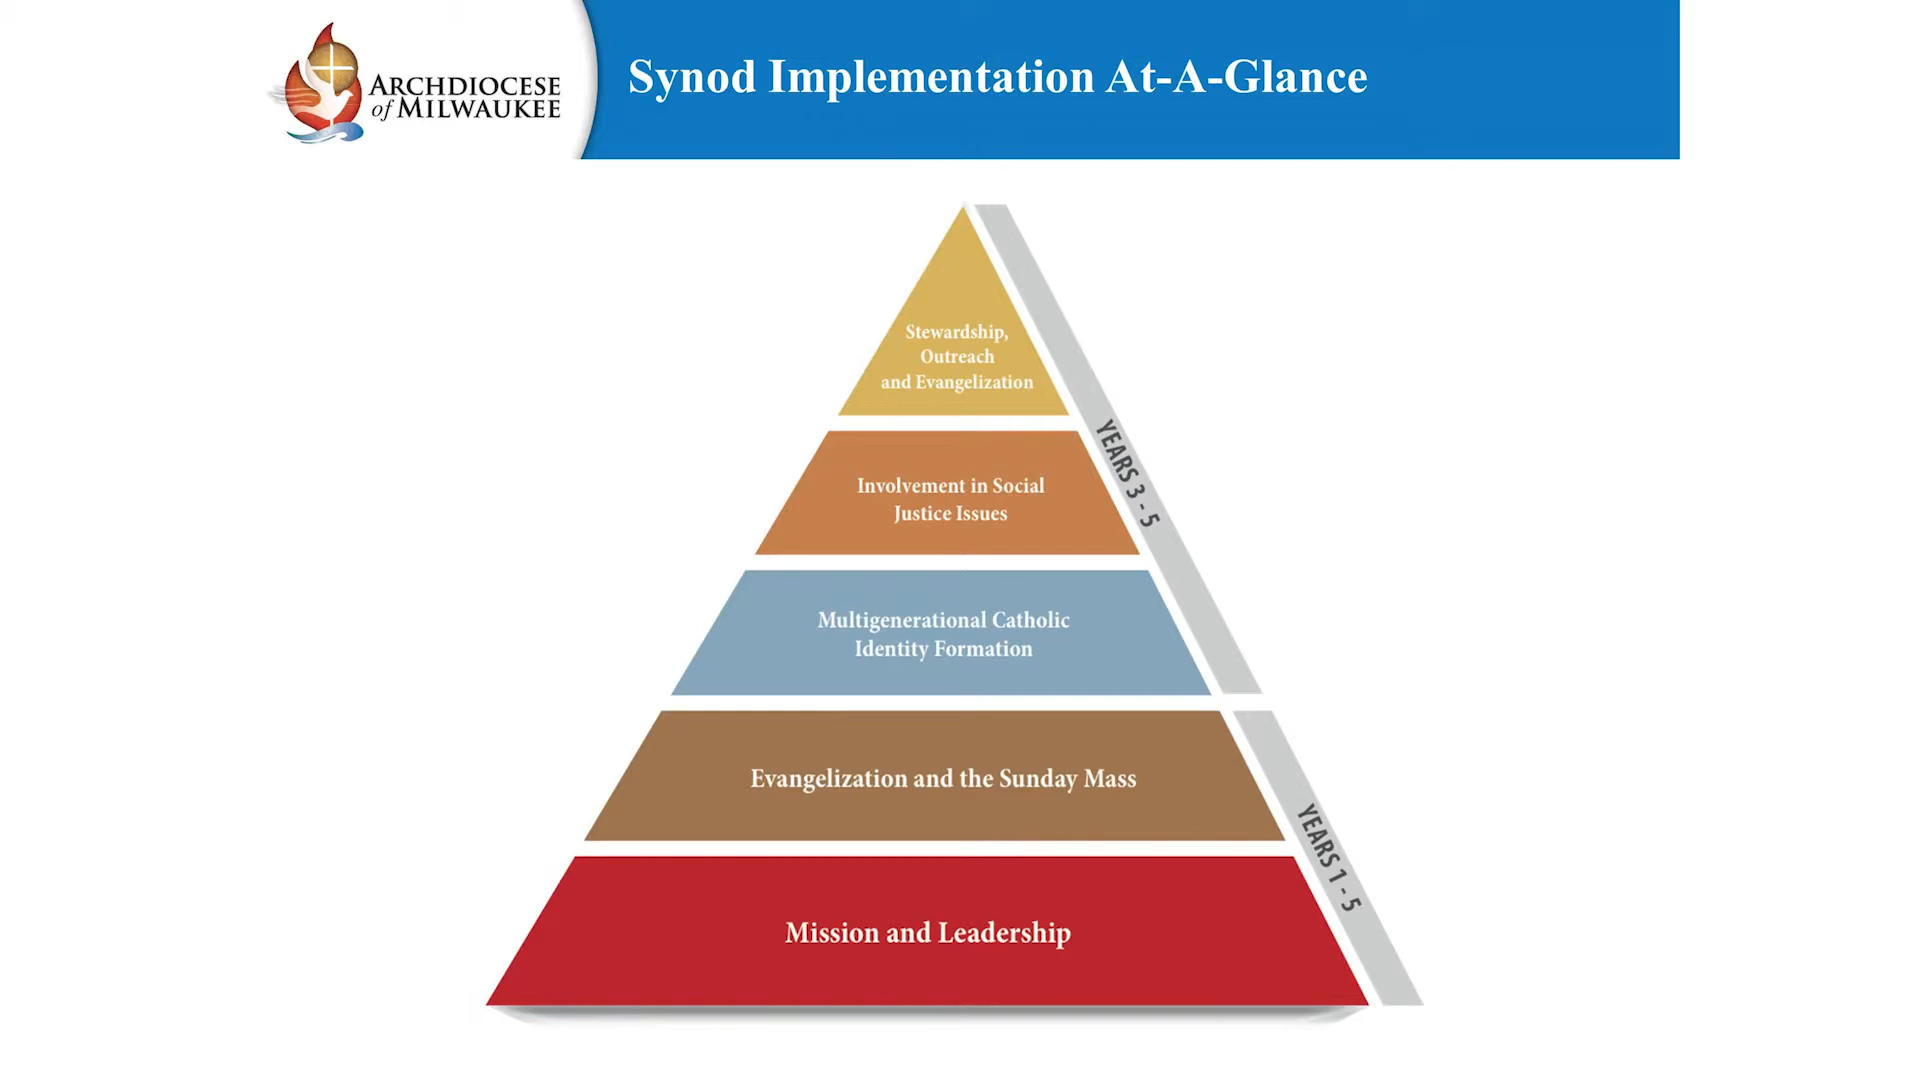 ARCHDIOCESE
of MILWAUKEE
Synod Implementation At-A-Glance
Stewardship,
Outreach
and Evangelization
Involvement in Social
Justice Issues
YEARS 3 - 5
Multigenerational Catholic
Identity Formation
Evangelization and the Sunday Mass
YEARS 1 - 5
Mission and Leadership